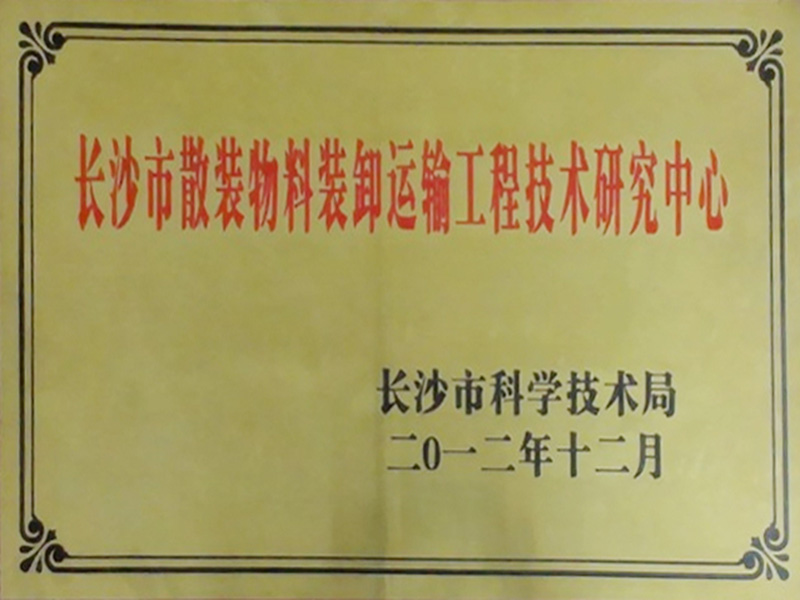 长沙市散装物料装卸运输工程技术研究中心
长沙市科学技术局
二0一二年十二月